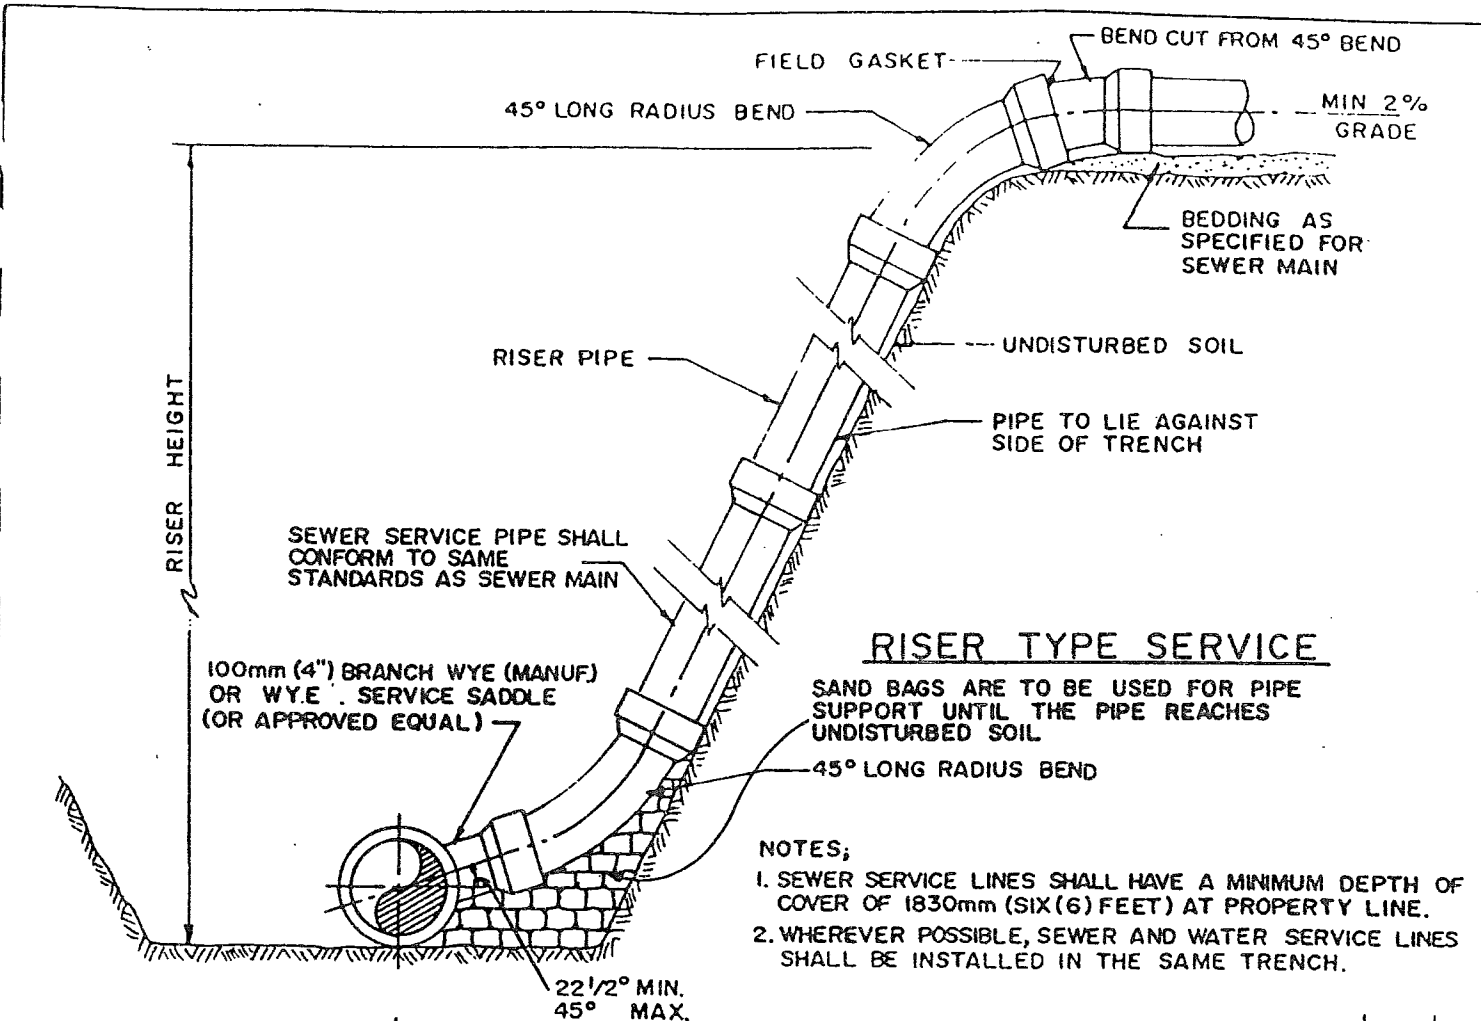 BEND CUT FROM 45° BEND
FIELD GASKET
45° LONG RADIUS BEND
MIN 2%
GRADE
BEDDING AS
SPECIFIED FOR
SEWER MAIN
UNDISTURBED SOIL
RISER PIPE
PIPE TO LIE AGAINST
SIDE OF TRENCH
RISER HEIGHT
SEWER SERVICE PIPE SHALL
CONFORM TO SAME
STANDARDS AS SEWER MAIN
RISER TYPE SERVICE
100mm (4") BRANCH WYE (MANUF.)
OR WYE . SERVICE SADDLE
(OR APPROVED EQUAL)
SAND BAGS ARE TO BE USED FOR PIPE
SUPPORT UNTIL THE PIPE REACHES
UNDISTURBED SOIL
45° LONG RADIUS BEND
NOTES;
1. SEWER SERVICE LINES SHALL HAVE A MINIMUM DEPTH OF
COVER OF 1830mm (SIX(6) FEET) AT PROPERTY LINE.
2. WHEREVER POSSIBLE, SEWER AND WATER SERVICE LINES
SHALL BE INSTALLED IN THE SAME TRENCH.
22 1/2° MIN.
45° MAX.